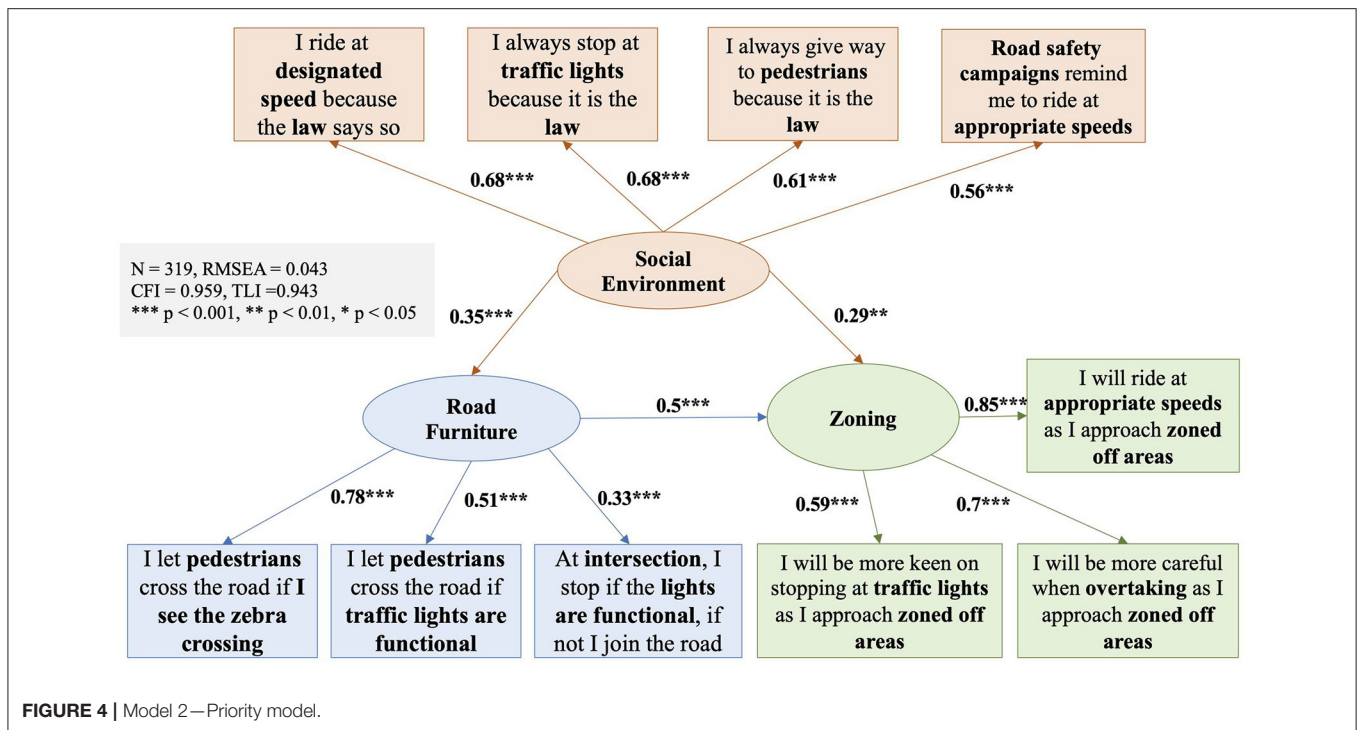 I ride at
designated
speed because
the law says so
I always stop at
traffic lights
because it is the
law
I always give way
to pedestrians
because it is the
law
Road safety
campaigns remind
me to ride at
appropriate speeds
0.68***
0.68***
0.61***
0.56***
Social
Environment
N = 319, RMSEA = 0.043
CFI = 0.959, TLI =0.943
*** p < 0.001, ** p < 0.01, * p < 0.05
0.35***
0.29**
Road
Furniture
0.5***
Zoning
0.85***
I will ride at
appropriate speeds
as I approach zoned
off areas
0.78***
0.51***
0.33***
0.59***
0.7***
I let pedestrians
cross the road if I
see the zebra
crossing
I let pedestrians
cross the road if
traffic lights are
functional
At intersection, I
stop if the lights
are functional, if
not I join the road
I will be more keen on
stopping at traffic lights
as I approach zoned off
areas
I will be more careful
when overtaking as I
approach zoned off
areas
FIGURE 4 | Model 2—Priority model.